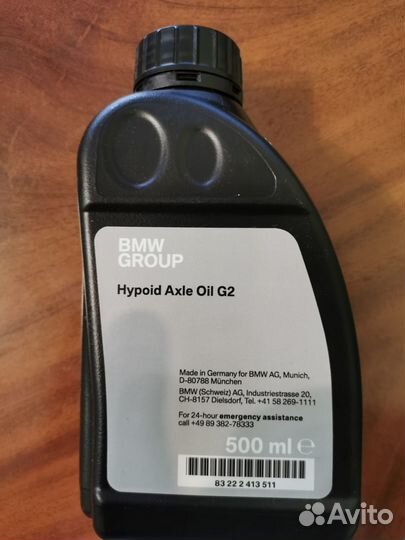 BMW
GROUP
Hypoid Axle Oil G2
Made in Germany for BMW AG, Munich,
D-80788 München
BMW (Schweiz) AG, Industriestrasse 20,
CH-8157 Dielsdorf, Tel. +41 58 269-1111
For 24-hour emergency assistance
call +49 89 382-78333
500 ml ℮
83 22 2 413 511
Avito